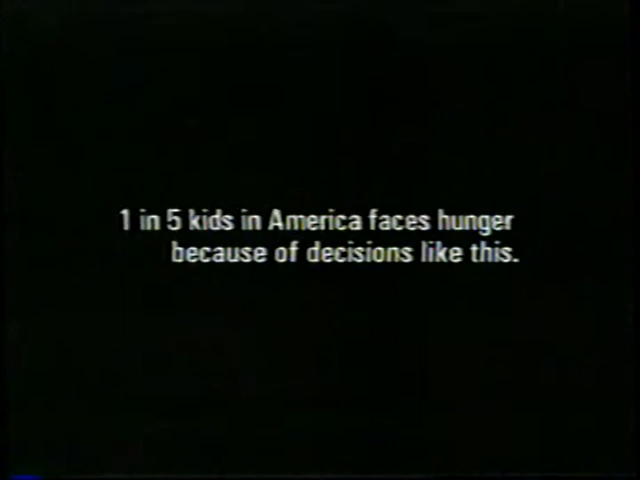 1 in 5 kids in America faces hunger
because of decisions like this.